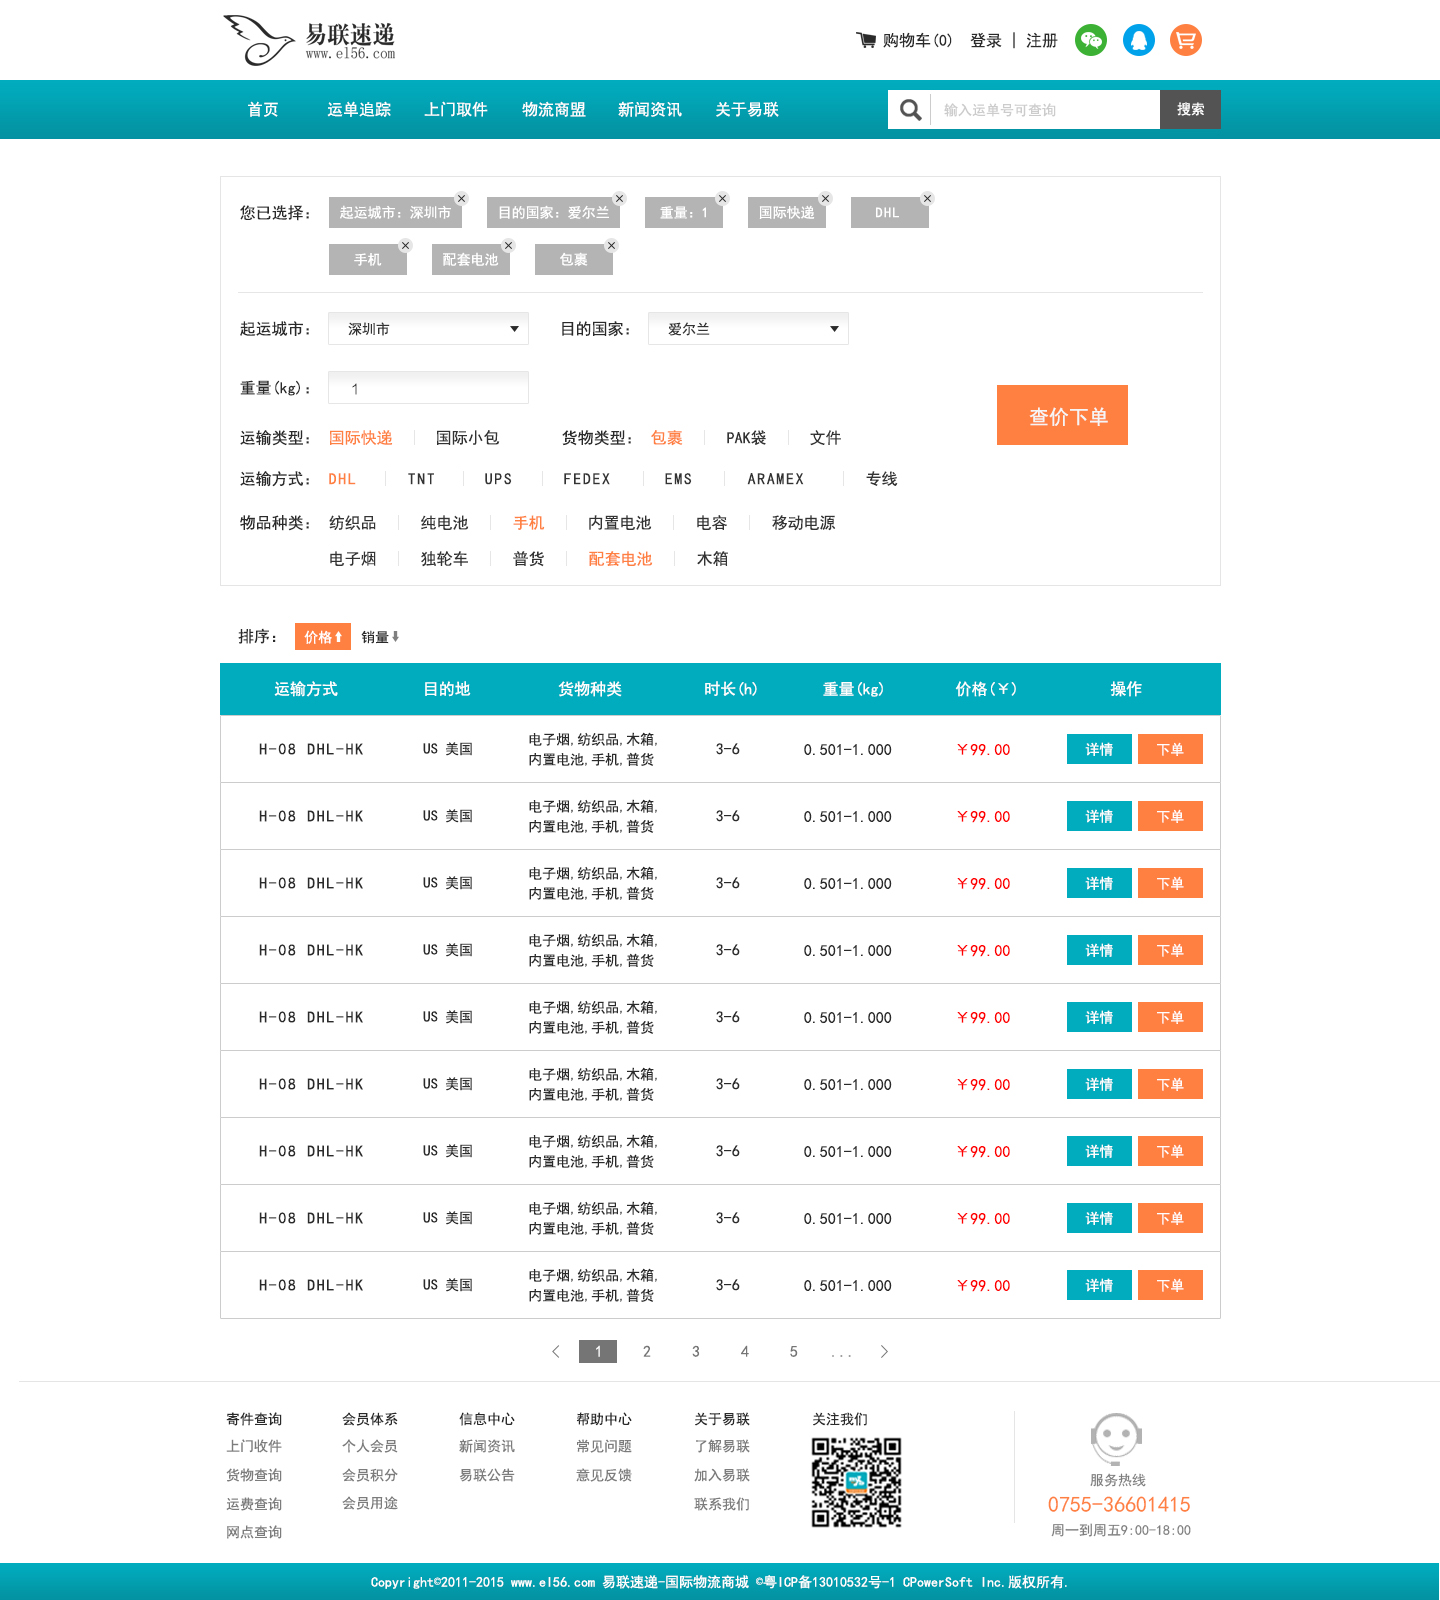 易联速递
www.el56.com
购物车(0) 登录 | 注册
首页 运单追踪 上门取件 物流商盟 新闻资讯 关于易联 输入运单号可查询 搜索
您已选择： 起运城市：深圳市 目的国家：爱尔兰 重量：1 国际快递 DHL
手机 配套电池 包裹
起运城市： 深圳市 目的国家： 爱尔兰
重量(kg)： 1
查价下单
运输类型： 国际快递 国际小包 货物类型： 包裹 PAK袋 文件
运输方式： DHL TNT UPS FEDEX EMS ARAMEX 专线
物品种类： 纺织品 纯电池 手机 内置电池 电容 移动电源
电子烟 独轮车 普货 配套电池 木箱
排序： 价格 销量
运输方式 目的地 货物种类 时长(h) 重量(kg) 价格(￥) 操作
H-08 DHL-HK US 美国 电子烟,纺织品,木箱, 3-6 0.501-1.000 ￥99.00 详情 下单
内置电池,手机,普货
H-08 DHL-HK US 美国 电子烟,纺织品,木箱, 3-6 0.501-1.000 ￥99.00 详情 下单
内置电池,手机,普货
H-08 DHL-HK US 美国 电子烟,纺织品,木箱, 3-6 0.501-1.000 ￥99.00 详情 下单
内置电池,手机,普货
H-08 DHL-HK US 美国 电子烟,纺织品,木箱, 3-6 0.501-1.000 ￥99.00 详情 下单
内置电池,手机,普货
H-08 DHL-HK US 美国 电子烟,纺织品,木箱, 3-6 0.501-1.000 ￥99.00 详情 下单
内置电池,手机,普货
H-08 DHL-HK US 美国 电子烟,纺织品,木箱, 3-6 0.501-1.000 ￥99.00 详情 下单
内置电池,手机,普货
H-08 DHL-HK US 美国 电子烟,纺织品,木箱, 3-6 0.501-1.000 ￥99.00 详情 下单
内置电池,手机,普货
H-08 DHL-HK US 美国 电子烟,纺织品,木箱, 3-6 0.501-1.000 ￥99.00 详情 下单
内置电池,手机,普货
H-08 DHL-HK US 美国 电子烟,纺织品,木箱, 3-6 0.501-1.000 ￥99.00 详情 下单
内置电池,手机,普货
1 2 3 4 5 ...
寄件查询 会员体系 信息中心 帮助中心 关于易联 关注我们
上门收件 个人会员 新闻资讯 常见问题 了解易联
货物查询 会员积分 易联公告 意见反馈 加入易联
运费查询 会员用途 联系我们
网点查询
服务热线
0755-36601415
周一到周五9:00-18:00
Copyright©2011-2015 www.el56.com 易联速递-国际物流商城 ©粤ICP备13010532号-1 CPowerSoft Inc.版权所有.